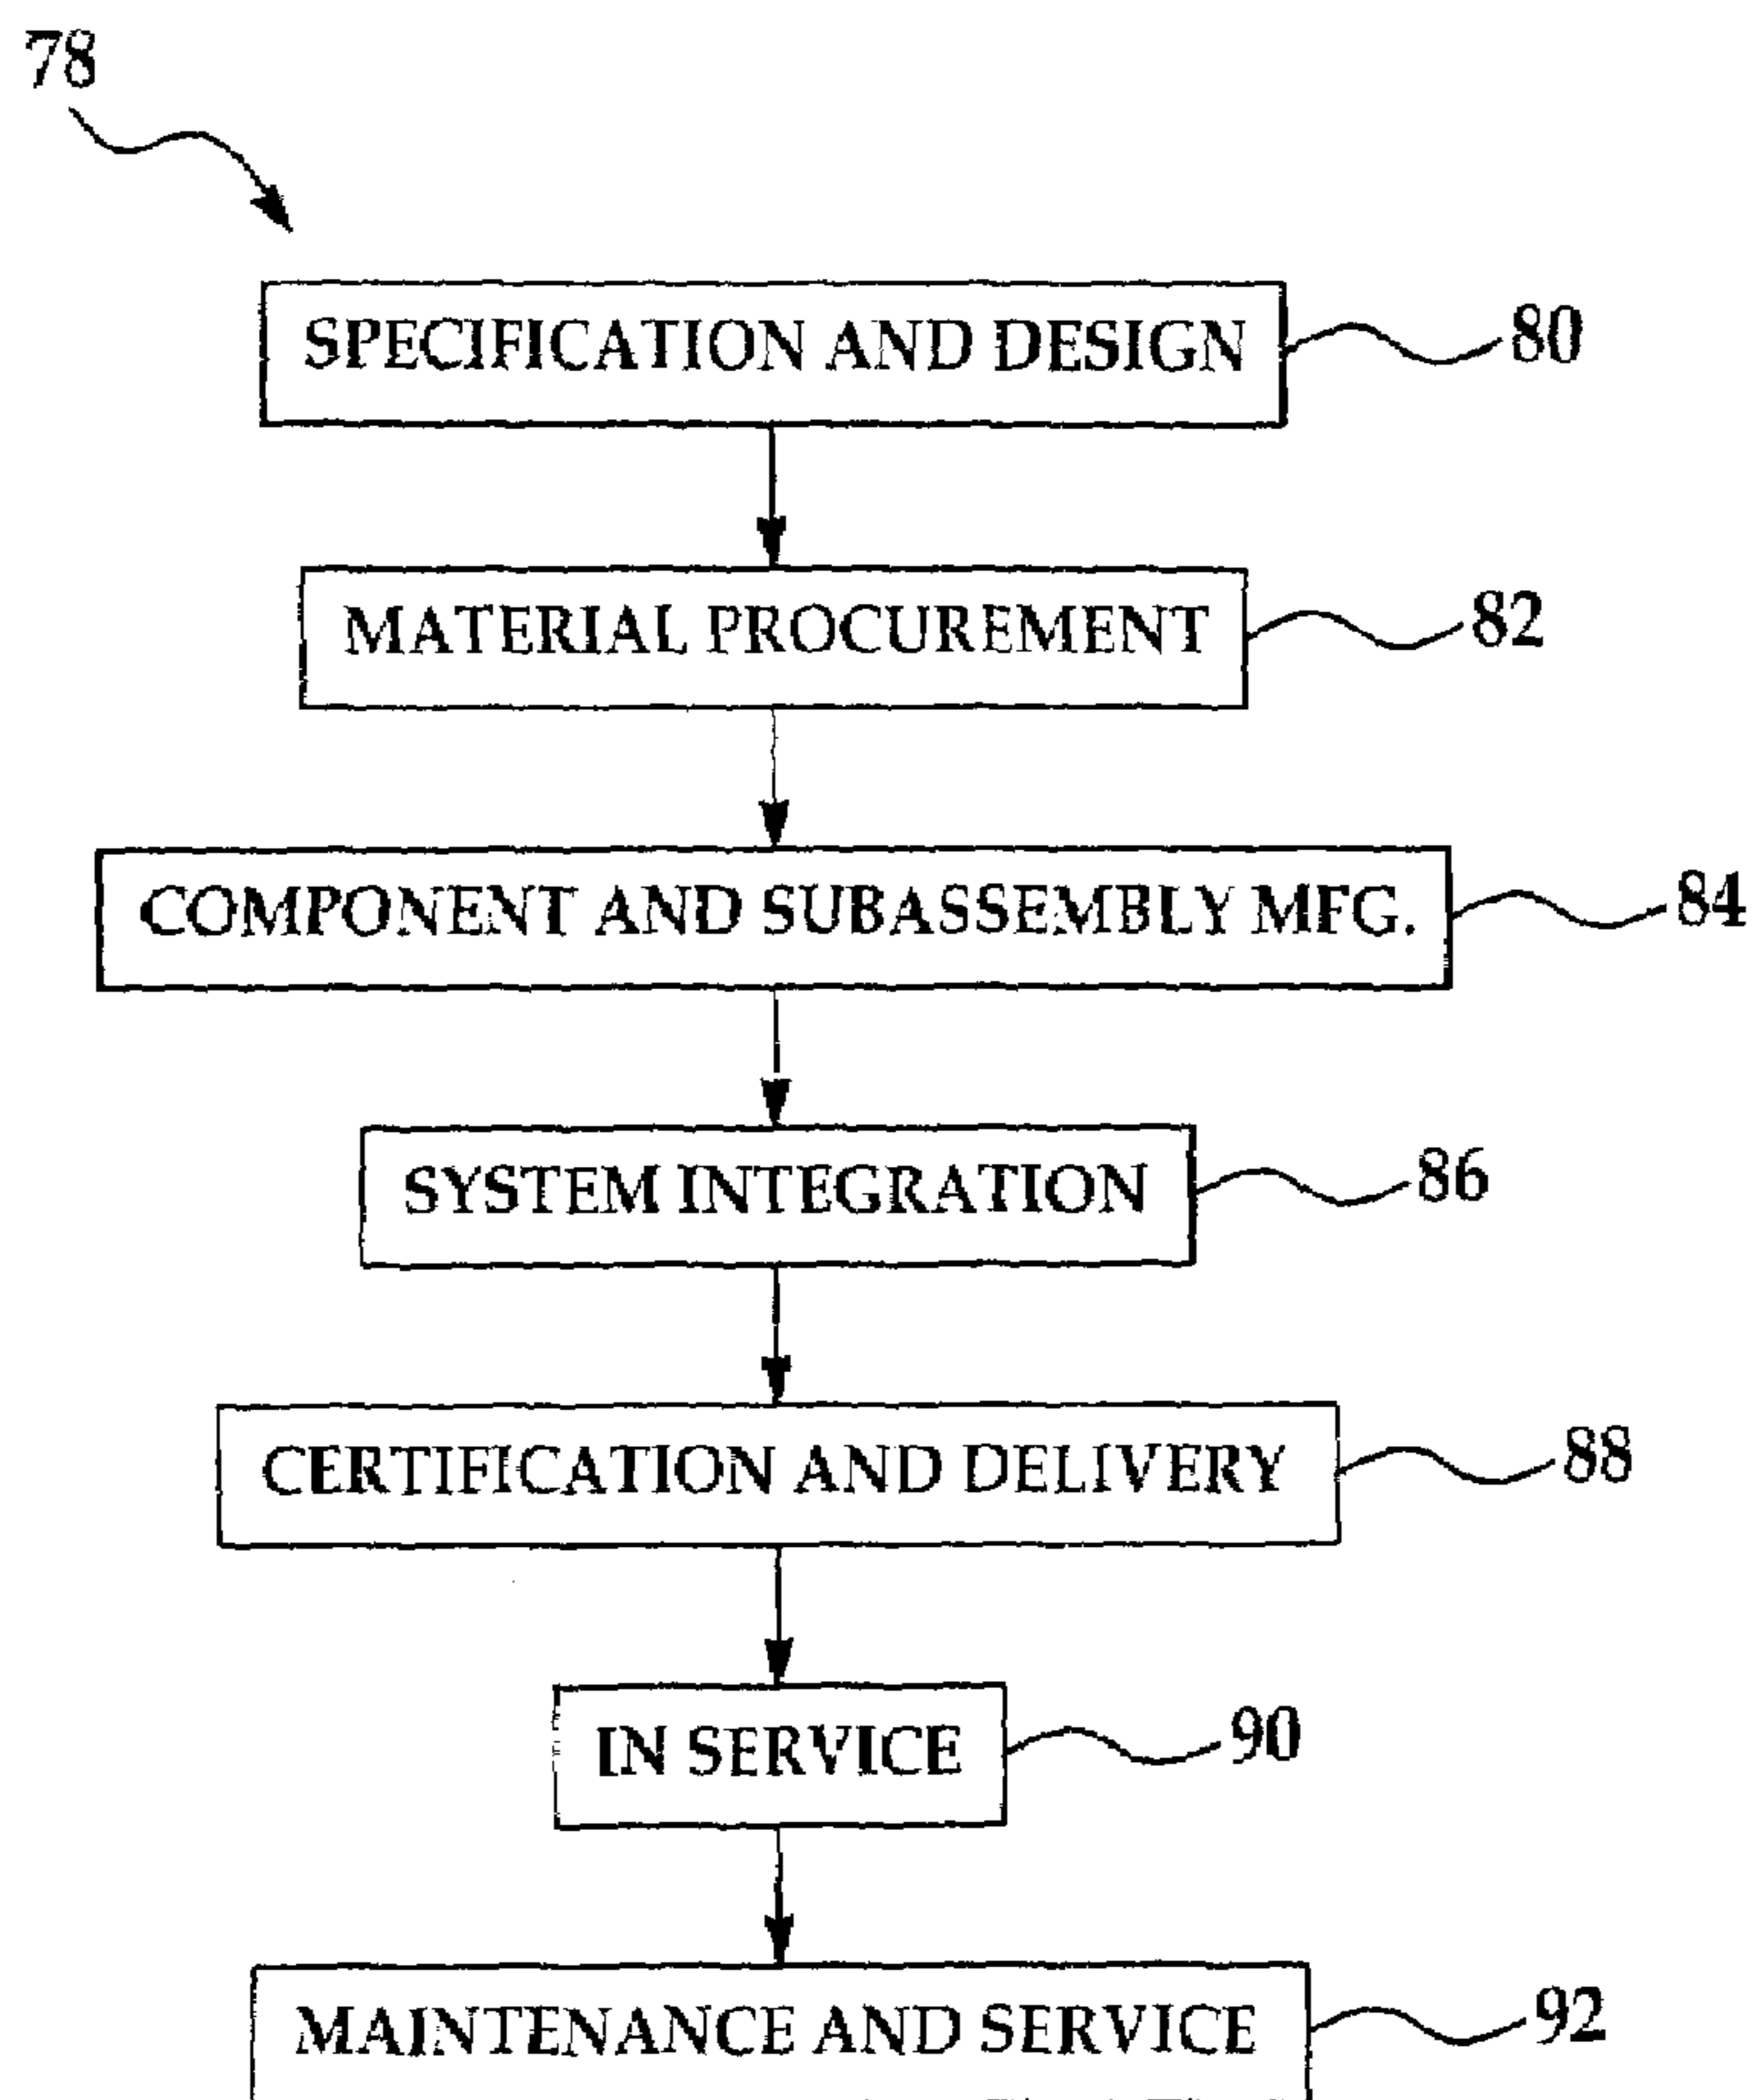 78
SPECIFICATION AND DESIGN 80
MATERIAL PROCUREMENT 82
COMPONENT AND SUBASSEMBLY MFG. 84
SYSTEM INTEGRATION 86
CERTIFICATION AND DELIVERY 88
IN SERVICE 90
MAINTENANCE AND SERVICE 92